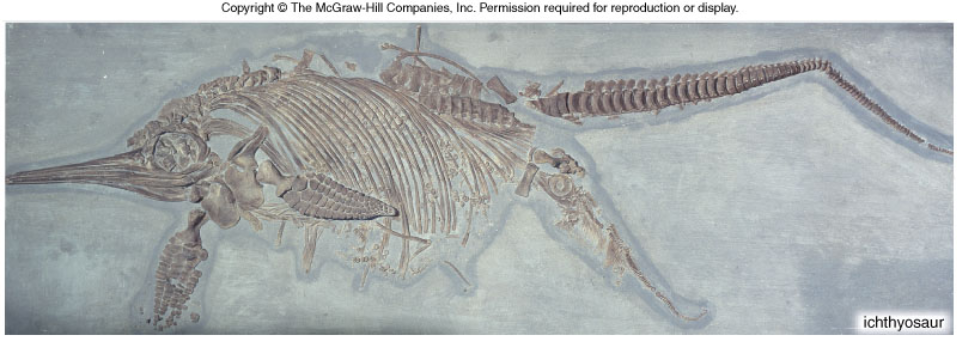 Copyright © The McGraw-Hill Companies, Inc. Permission required for reproduction or display.
ichthyosaur